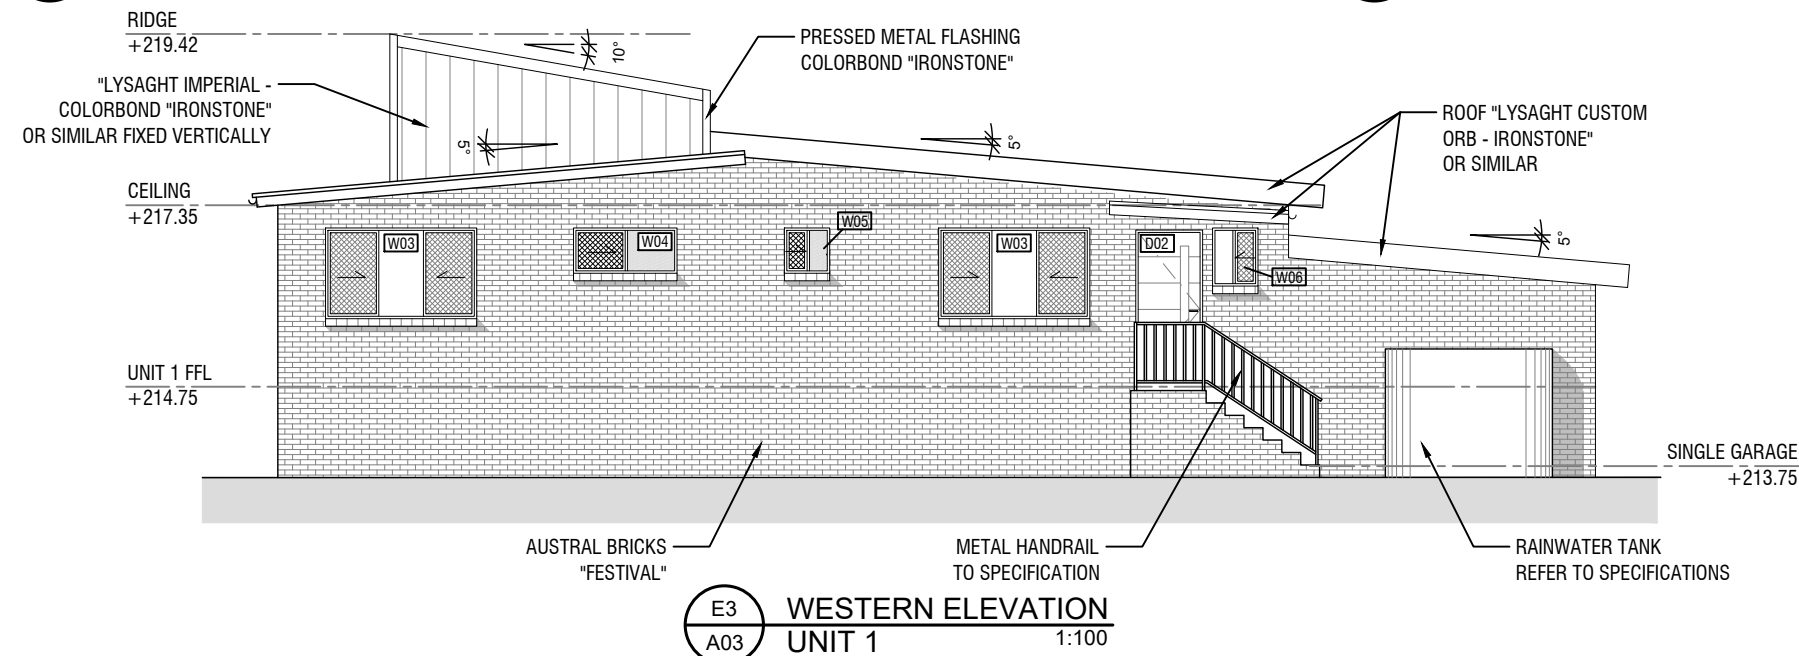 RIDGE
+219.42
10°
PRESSED METAL FLASHING
COLORBOND "IRONSTONE"
"LYSAGHT IMPERIAL -
COLORBOND "IRONSTONE"
OR SIMILAR FIXED VERTICALLY
5°
5°
ROOF "LYSAGHT CUSTOM
ORB - IRONSTONE"
OR SIMILAR
CEILING
+217.35
W03
W04
W05
W03
D02
W06
5°
UNIT 1 FFL
+214.75
SINGLE GARAGE
+213.75
AUSTRAL BRICKS
"FESTIVAL"
METAL HANDRAIL
TO SPECIFICATION
RAINWATER TANK
REFER TO SPECIFICATIONS
E3
A03
WESTERN ELEVATION
UNIT 1
1:100